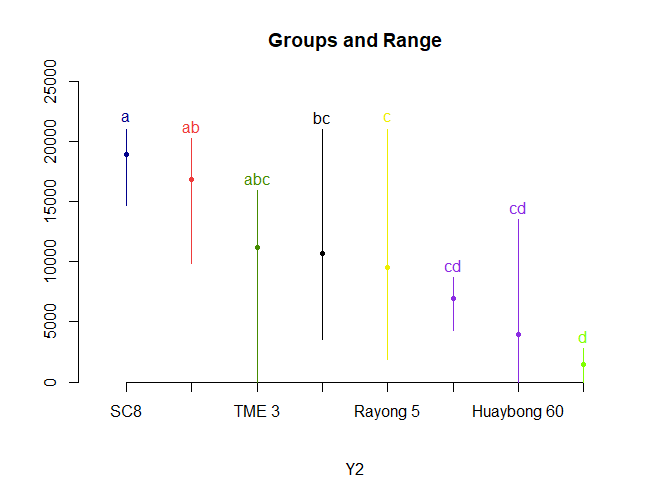 Groups and Range
25000
20000
15000
10000
5000
0
a
ab
abc
bc
c
cd
cd
d
SC8
TME 3
Rayong 5
Huaybong 60
Y2